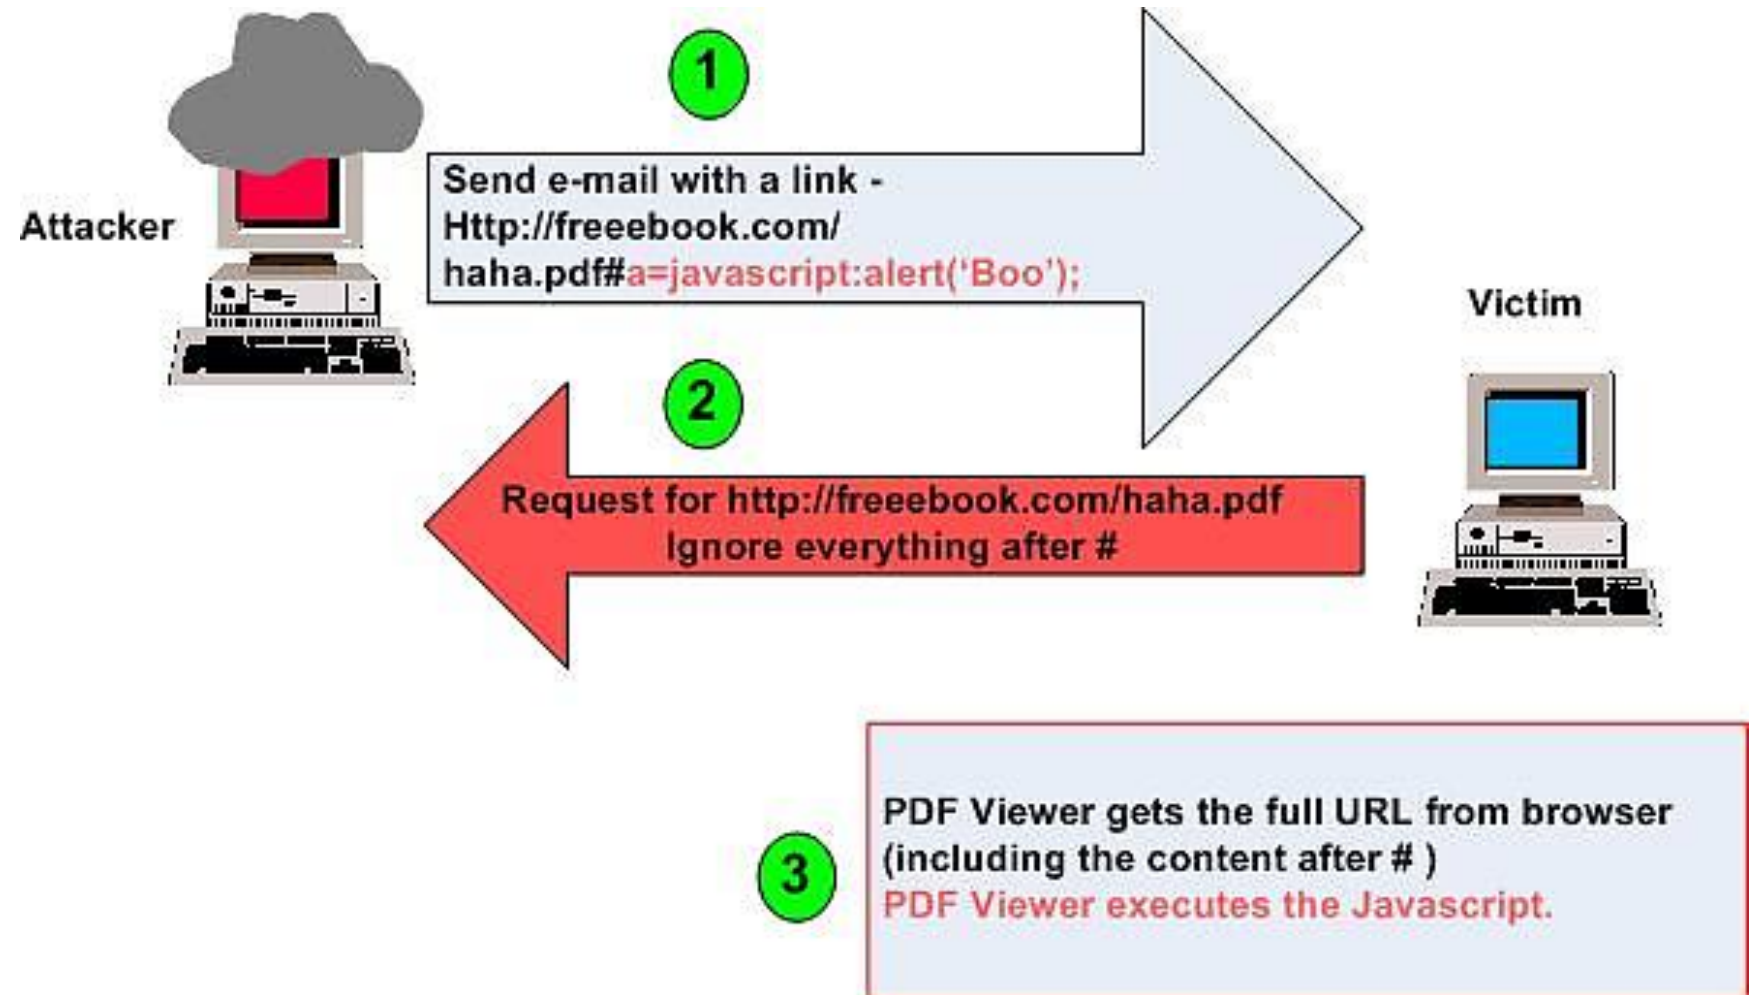 1
Attacker
Send e-mail with a link -
Http://freeebook.com/
haha.pdf#a=javascript:alert(‘Boo’);
Victim
2
Request for http://freeebook.com/haha.pdf
Ignore everything after #
3
PDF Viewer gets the full URL from browser
(including the content after # )
PDF Viewer executes the Javascript.